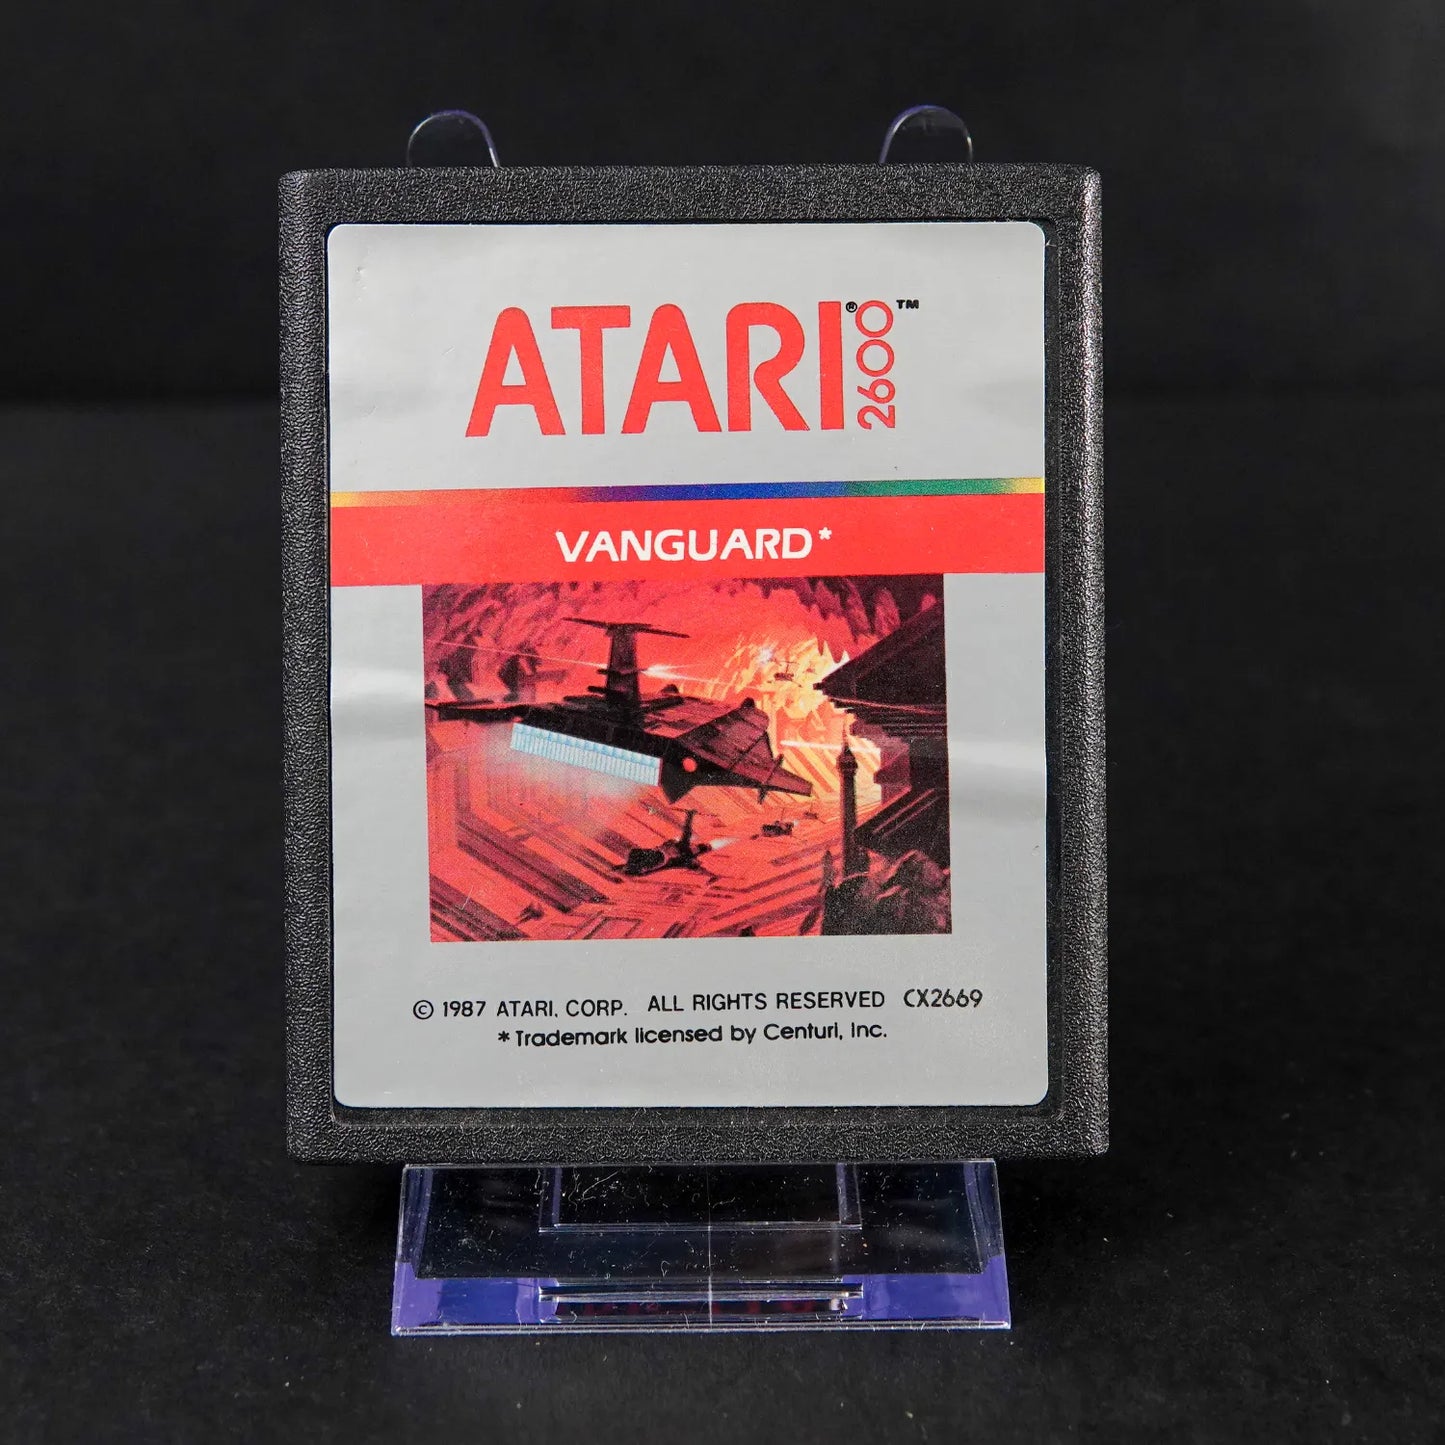 ATARI® 2600™
VANGUARD*
© 1987 ATARI, CORP. ALL RIGHTS RESERVED CX2669
* Trademark licensed by Centuri, Inc.